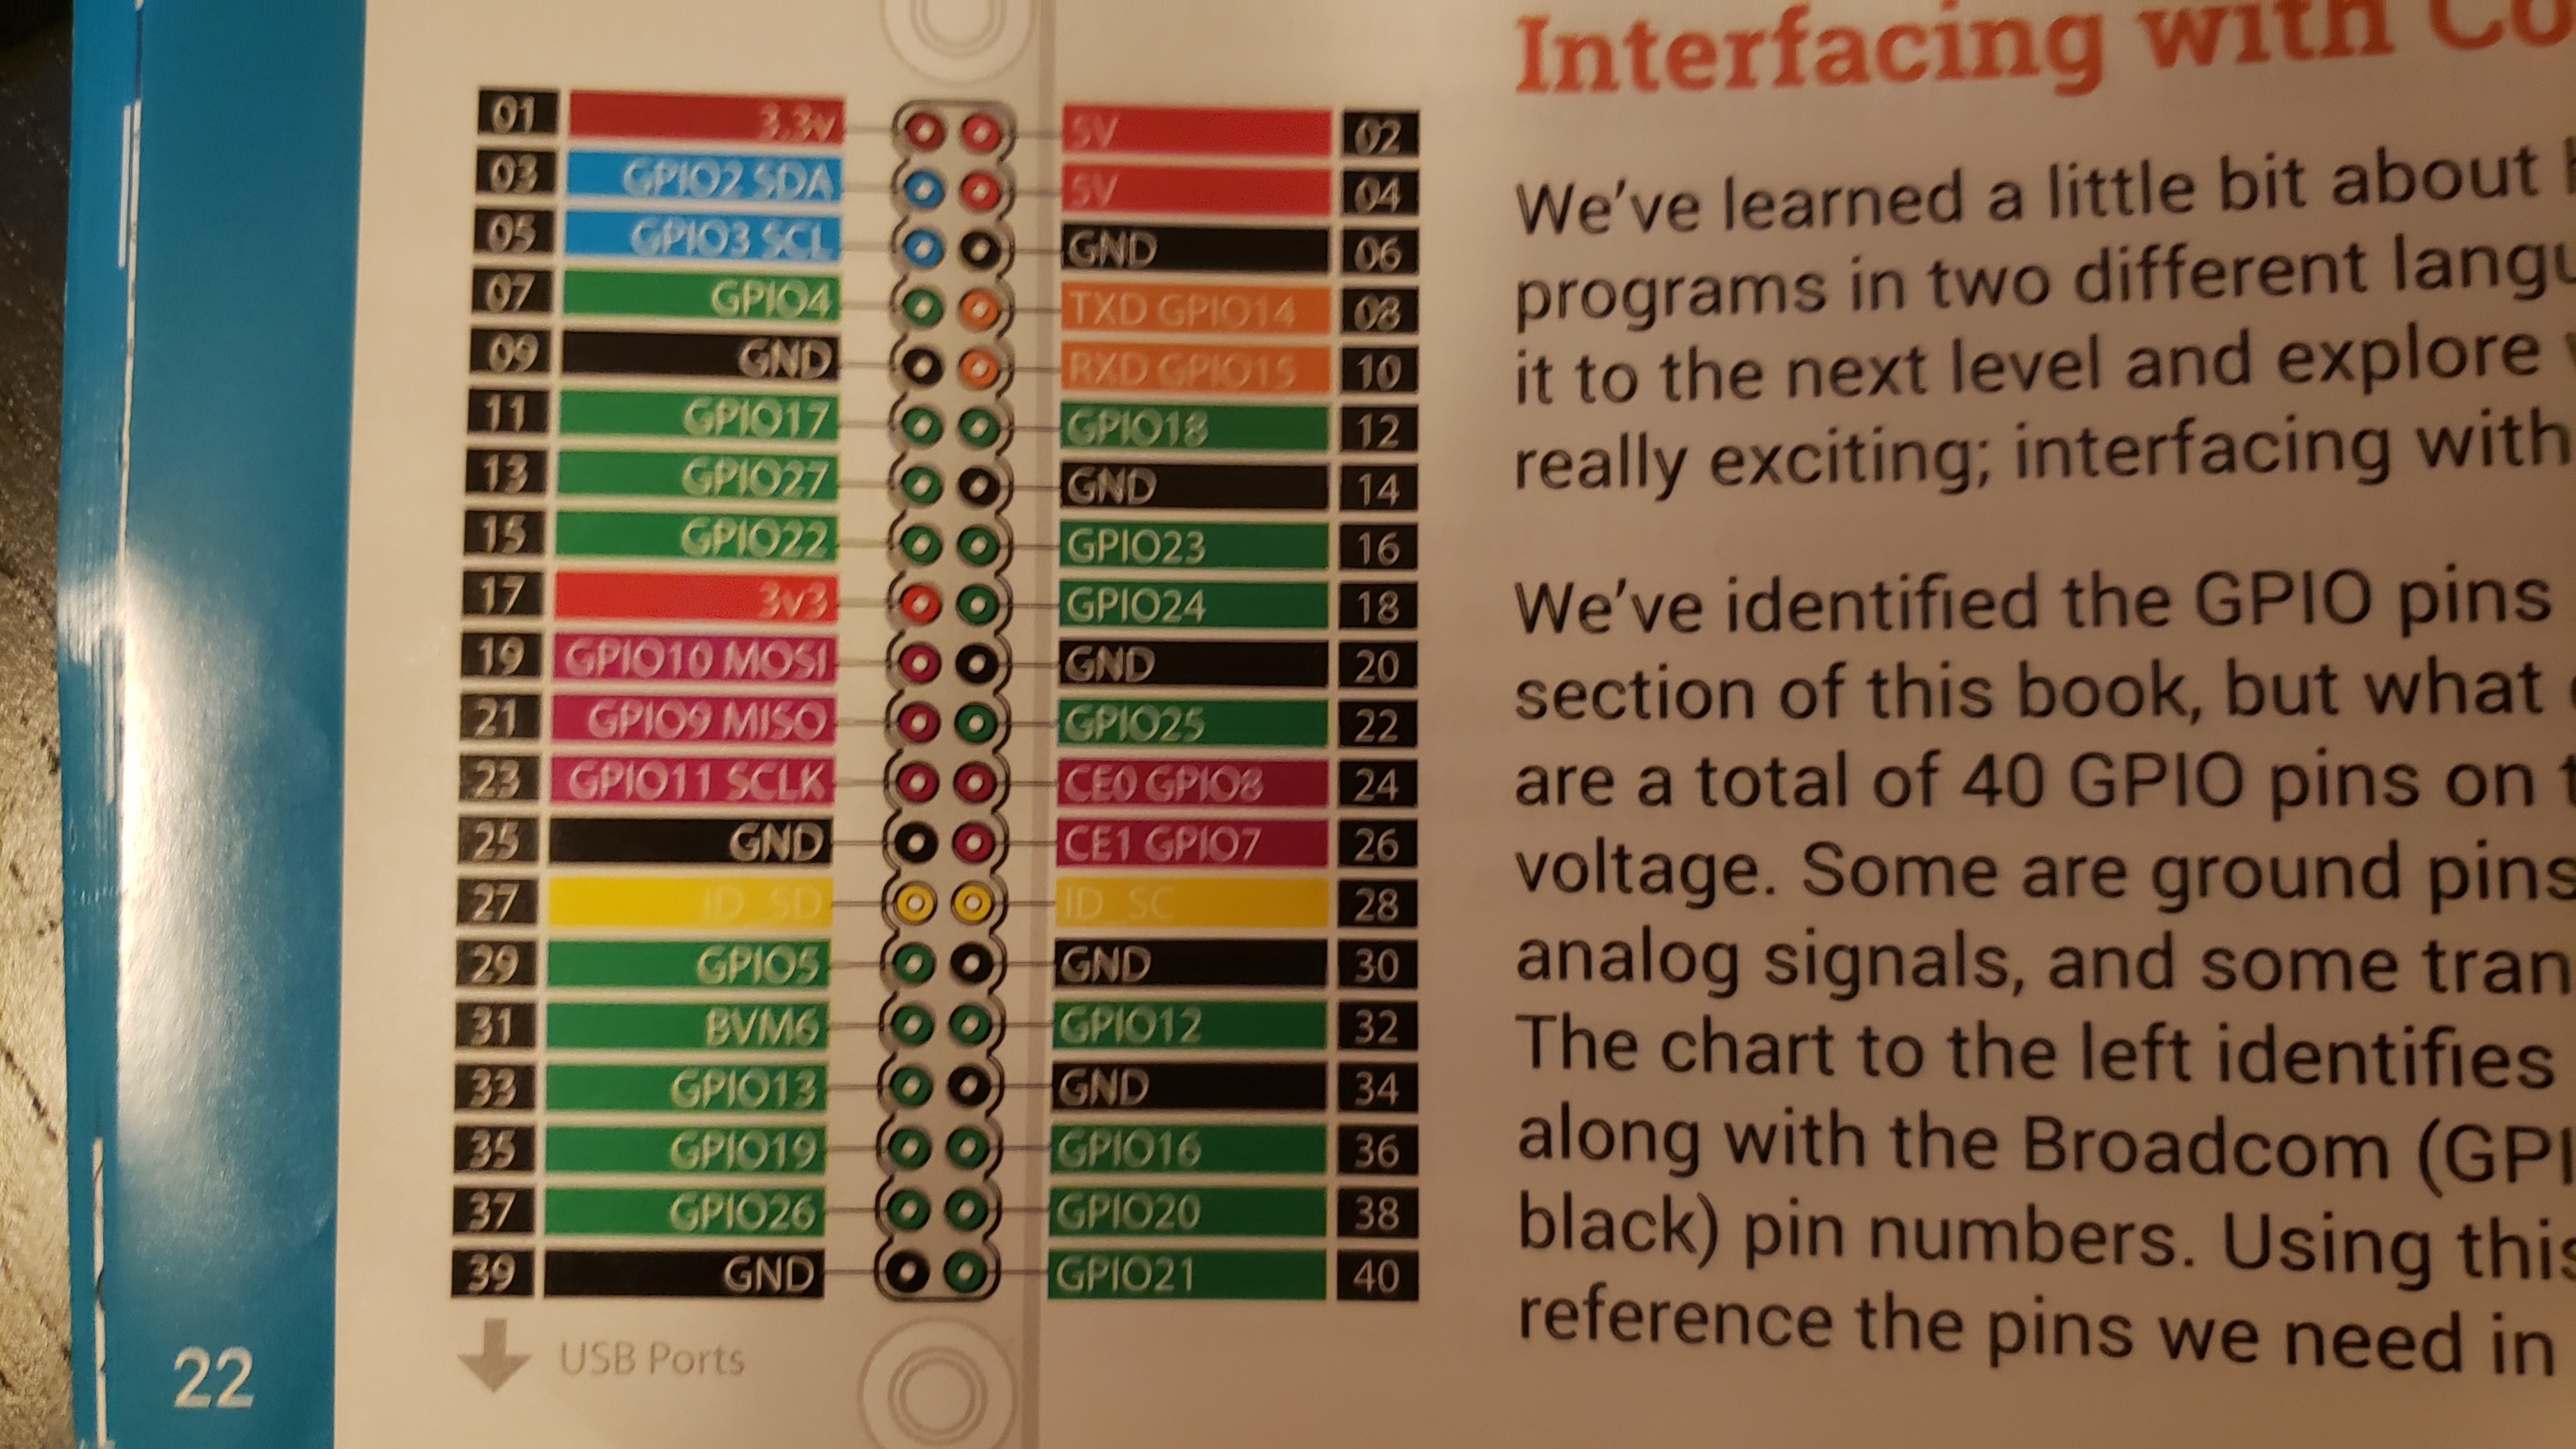 Interfacing with Co
01 3.3v 5V 02
03 GPIO2 SDA 5V 04
05 GPIO3 SCL GND 06
07 GPIO4 TXD GPIO14 08
09 GND RXD GPIO15 10
11 GPIO17 GPIO18 12
13 GPIO27 GND 14
15 GPIO22 GPIO23 16
17 3v3 GPIO24 18
19 GPIO10 MOSI GND 20
21 GPIO9 MISO GPIO25 22
23 GPIO11 SCLK CE0 GPIO8 24
25 GND CE1 GPIO7 26
27 ID_SD ID_SC 28
29 GPIO5 GND 30
31 BVM6 GPIO12 32
33 GPIO13 GND 34
35 GPIO19 GPIO16 36
37 GPIO26 GPIO20 38
39 GND GPIO21 40
USB Ports
22
We've learned a little bit about
programs in two different langu
it to the next level and explore
really exciting; interfacing with
We've identified the GPIO pins
section of this book, but what
are a total of 40 GPIO pins on
voltage. Some are ground pins
analog signals, and some tran
The chart to the left identifies
along with the Broadcom (GPI
black) pin numbers. Using this
reference the pins we need in